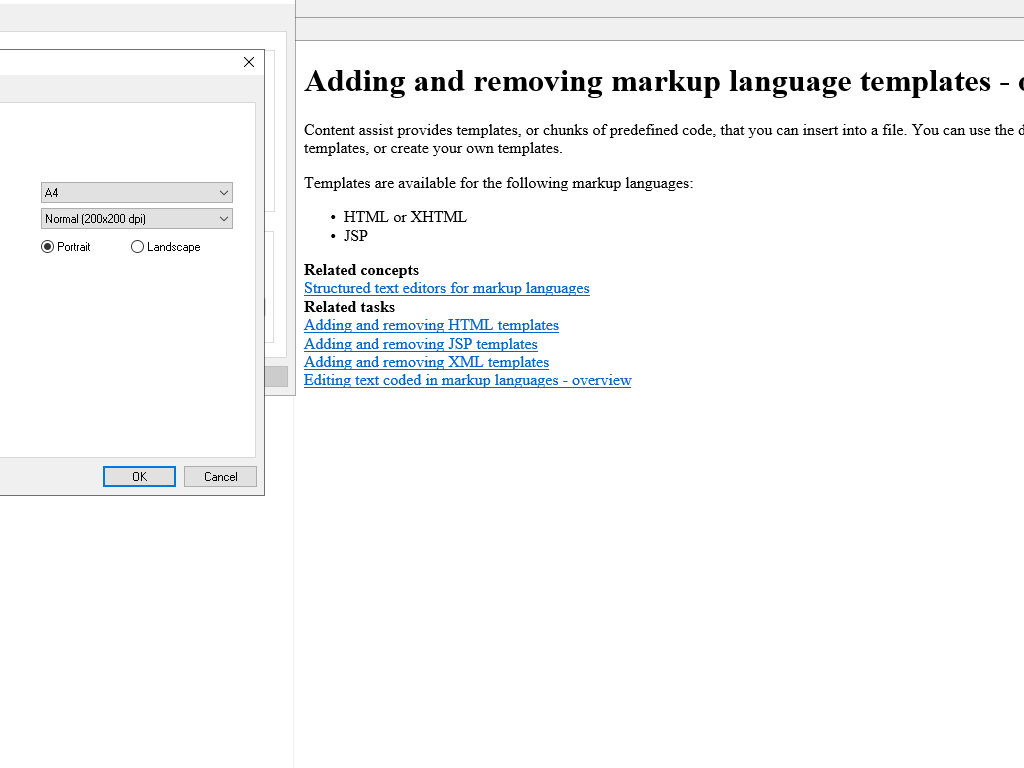 Adding and removing markup language templates -
Content assist provides templates, or chunks of predefined code, that you can insert into a file. You can use the
templates, or create your own templates.
Templates are available for the following markup languages:
• HTML or XHTML
• JSP
Related concepts
Structured text editors for markup languages
Related tasks
Adding and removing HTML templates
Adding and removing JSP templates
Adding and removing XML templates
Editing text coded in markup languages - overview
A4
Normal (200x200 dpi)
Portrait Landscape
OK Cancel